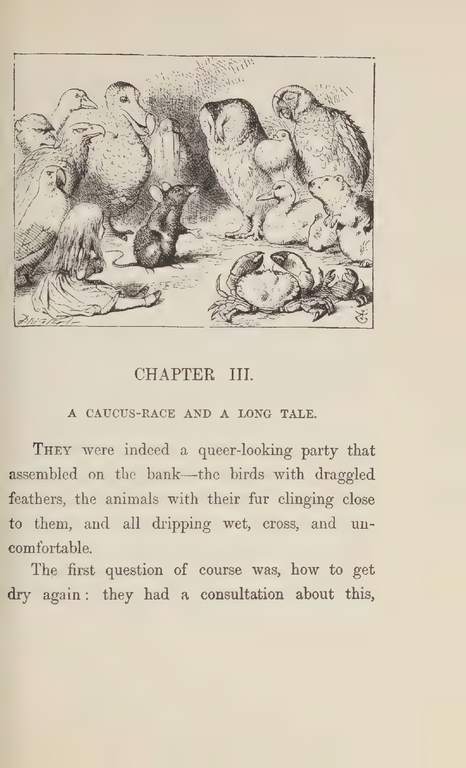 CHAPTER III.
A CAUCUS-RACE AND A LONG TALE.
THEY were indeed a queer-looking party that
assembled on the bank—the birds with draggled
feathers, the animals with their fur clinging close
to them, and all dripping wet, cross, and un-
comfortable.
The first question of course was, how to get
dry again: they had a consultation about this,